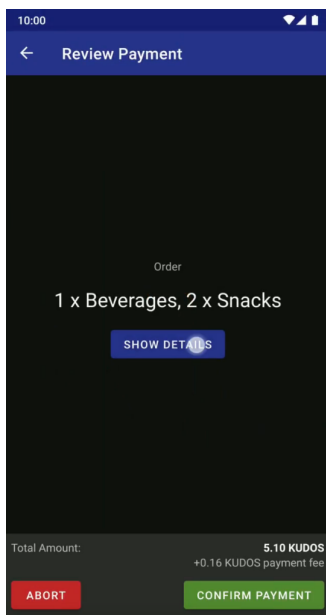 10:00
Review Payment
Order
1 x Beverages, 2 x Snacks
SHOW DETAILS
Total Amount:
5.10 KUDOS
+0.16 KUDOS payment fee
ABORT
CONFIRM PAYMENT